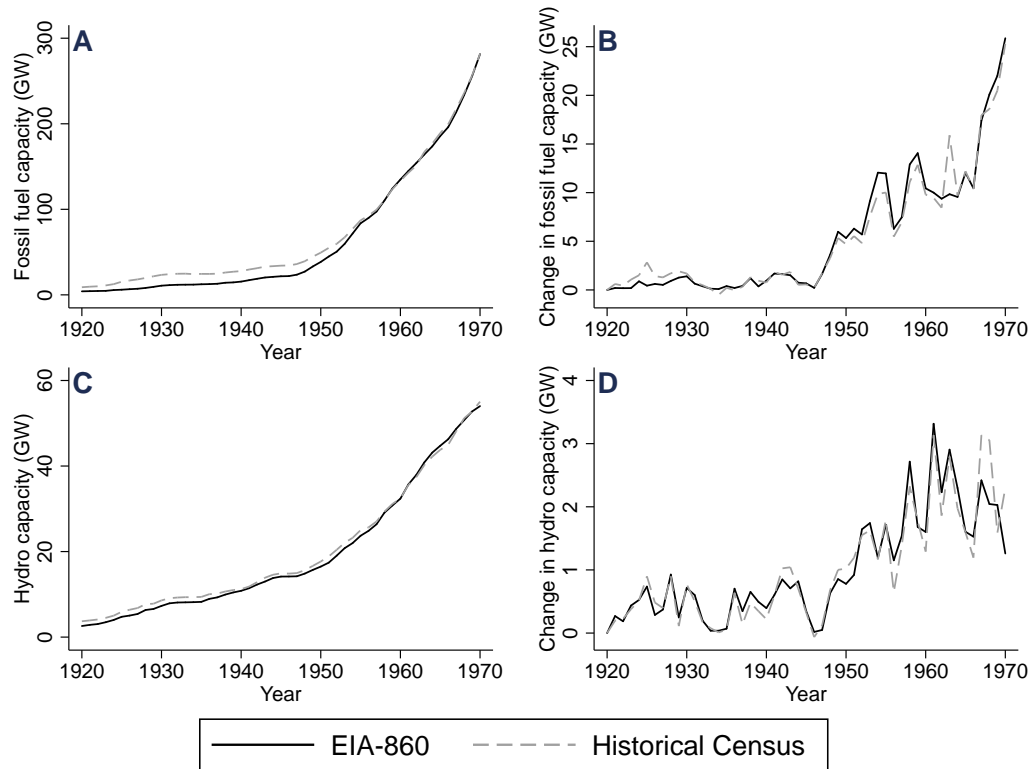 A
Fossil fuel capacity (GW)
300
200
100
0
1920 1930 1940 1950 1960 1970
Year
B
Change in fossil fuel capacity (GW)
25
20
15
10
5
0
1920 1930 1940 1950 1960 1970
Year
C
Hydro capacity (GW)
60
40
20
0
1920 1930 1940 1950 1960 1970
Year
D
Change in hydro capacity (GW)
4
3
2
1
0
1920 1930 1940 1950 1960 1970
Year
EIA-860 Historical Census